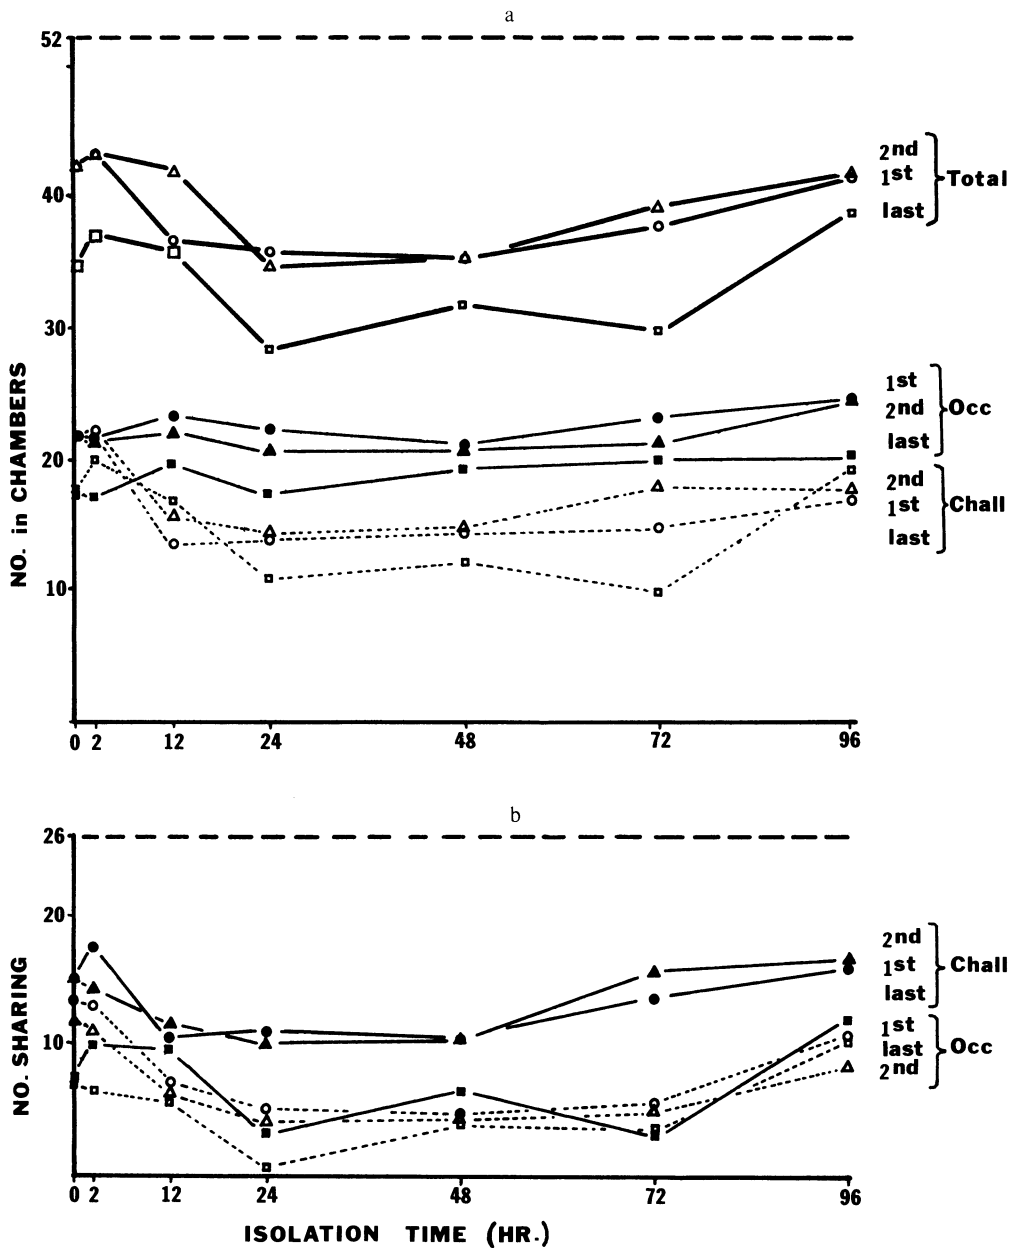 a
52
40
30
20
10
NO. in CHAMBERS
2nd
1st
last
Total
1st
2nd
last
Occ
2nd
1st
last
Chall
0 2 12 24 48 72 96
b
26
20
10
NO. SHARING
2nd
1st
last
Chall
1st
last
2nd
Occ
0 2 12 24 48 72 96
ISOLATION TIME (HR.)